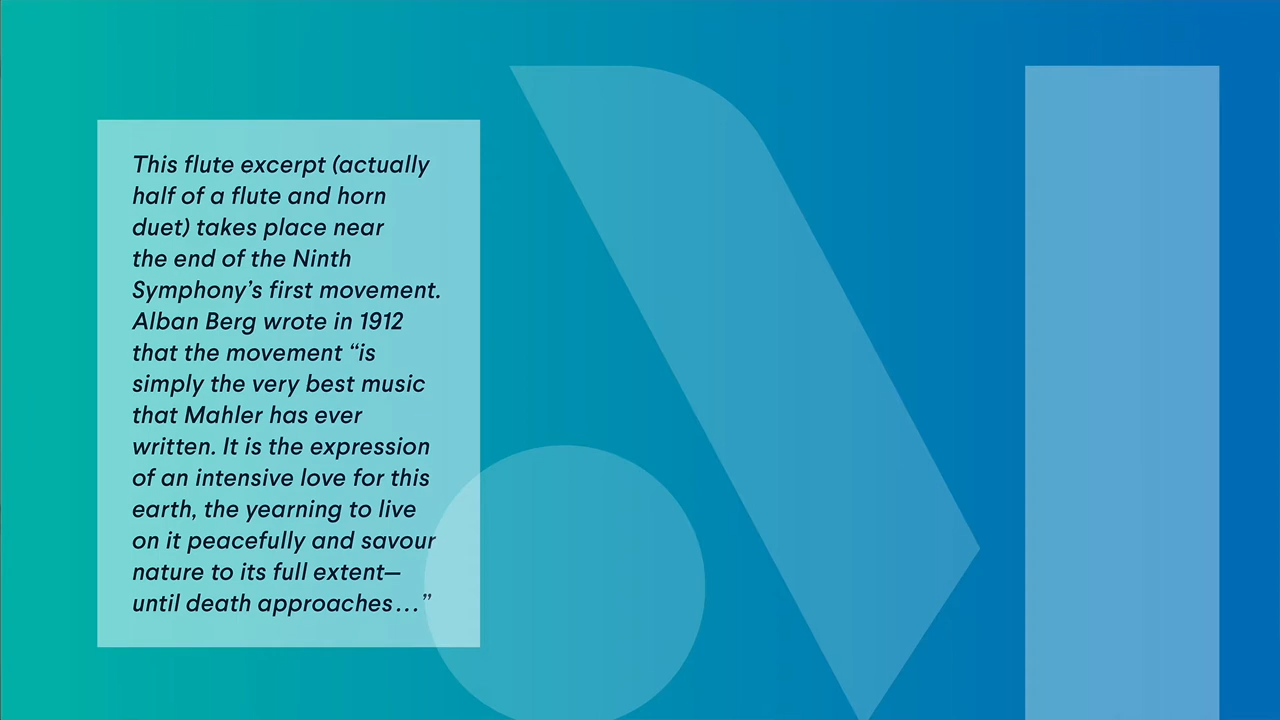 This flute excerpt (actually
half of a flute and horn
duet) takes place near
the end of the Ninth
Symphony’s first movement.
Alban Berg wrote in 1912
that the movement “is
simply the very best music
that Mahler has ever
written. It is the expression
of an intensive love for this
earth, the yearning to live
on it peacefully and savour
nature to its full extent—
until death approaches…”